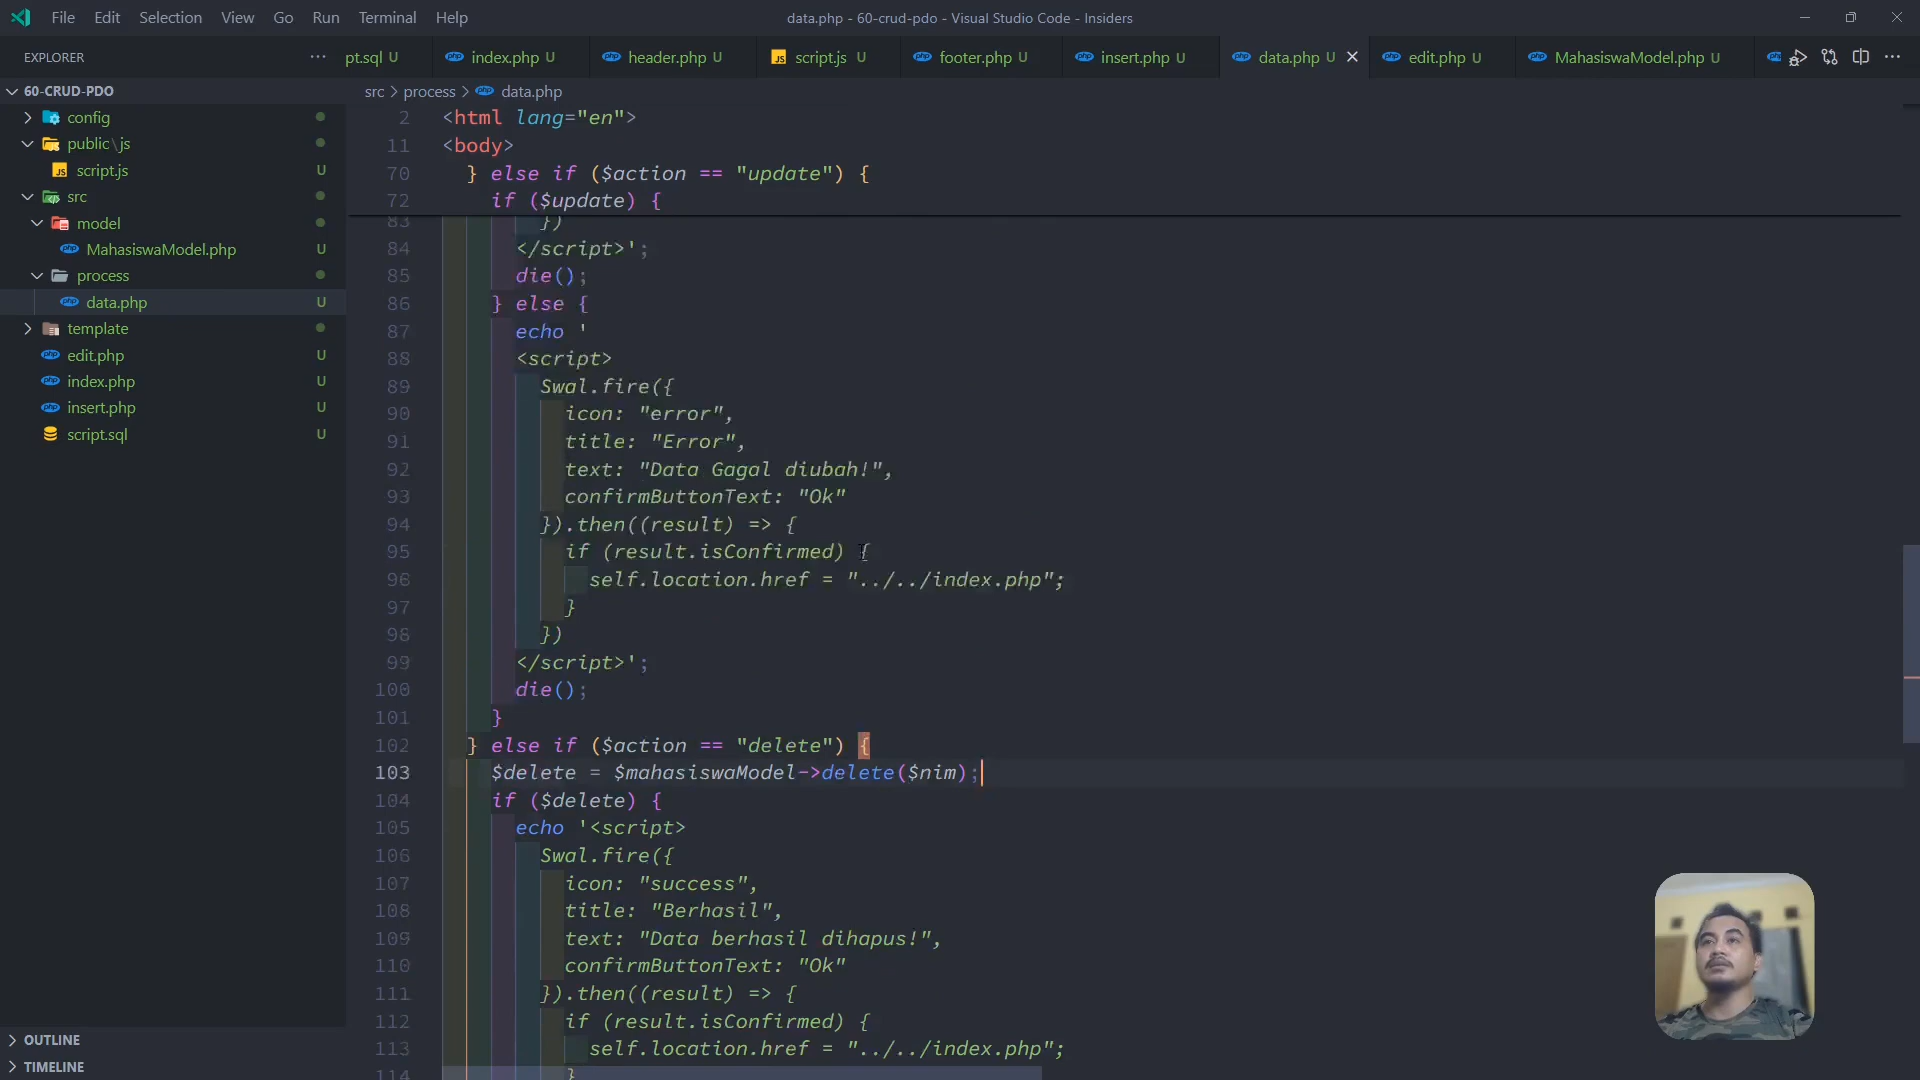 File Edit Selection View Go Run Terminal Help
data.php - 60-crud-pdo - Visual Studio Code - Insiders
EXPLORER
pt.sql U
index.php U
header.php U
script.js U
footer.php U
insert.php U
data.php U
edit.php U
MahasiswaModel.php U
60-CRUD-PDO
config
public\js
script.js U
src
model
MahasiswaModel.php U
process
data.php U
template
edit.php U
index.php U
insert.php U
script.sql U
OUTLINE
TIMELINE
src > process > data.php
2 <html lang="en">
11 <body>
70 } else if ($action == "update") {
72 if ($update) {
83 })
84 </script>';
85 die();
86 } else {
87 echo '
88 <script>
89 Swal.fire({
90 icon: "error",
91 title: "Error",
92 text: "Data Gagal diubah!",
93 confirmButtonText: "Ok"
94 }).then((result) => {
95 if (result.isConfirmed) {
96 self.location.href = "../../index.php";
97 }
98 })
99 </script>';
100 die();
101 }
102 } else if ($action == "delete") {
103 $delete = $mahasiswaModel->delete($nim);
104 if ($delete) {
105 echo '<script>
106 Swal.fire({
107 icon: "success",
108 title: "Berhasil",
109 text: "Data berhasil dihapus!",
110 confirmButtonText: "Ok"
111 }).then((result) => {
112 if (result.isConfirmed) {
113 self.location.href = "../../index.php";
114 }